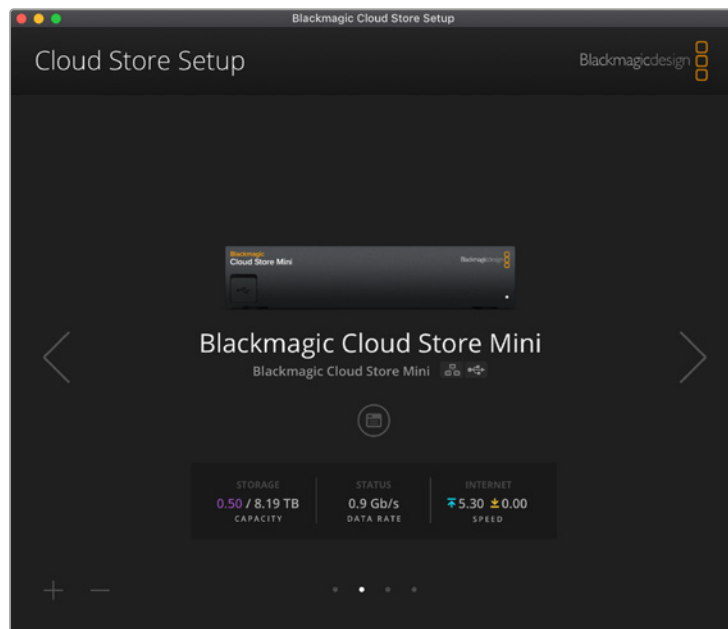 Blackmagic Cloud Store Setup
Cloud Store Setup
Blackmagicdesign
Blackmagic
Cloud Store Mini
Blackmagicdesign
Blackmagic Cloud Store Mini
Blackmagic Cloud Store Mini
STORAGE
0.50 / 8.19 TB
CAPACITY
STATUS
0.9 Gb/s
DATA RATE
INTERNET
5.30 0.00
SPEED